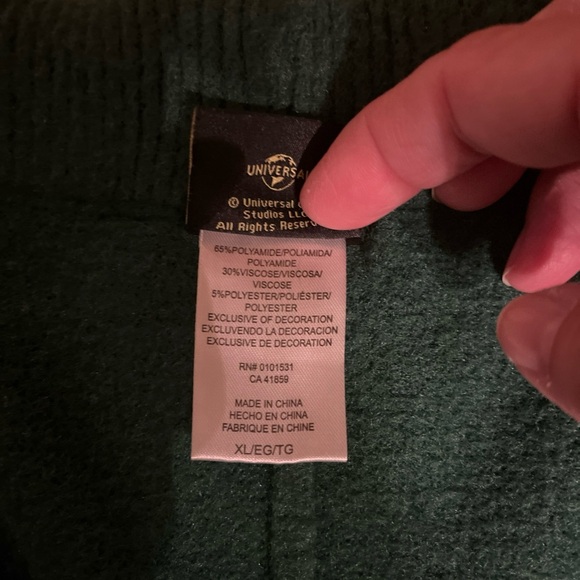 UNIVERSAL
© Universal
Studios LLC
All Rights Reser
65%POLYAMIDE/POLIAMIDA/
POLYAMIDE
30%VISCOSE/VISCOSA/
VISCOSE
5%POLYESTER/POLIÉSTER/
POLYESTER
EXCLUSIVE OF DECORATION
EXCLUVENDO LA DECORACION
EXCLUSIVE DE DECORATION
RN# 0101531
CA 41859
MADE IN CHINA
HECHO EN CHINA
FABRIQUE EN CHINE
XL/EG/TG